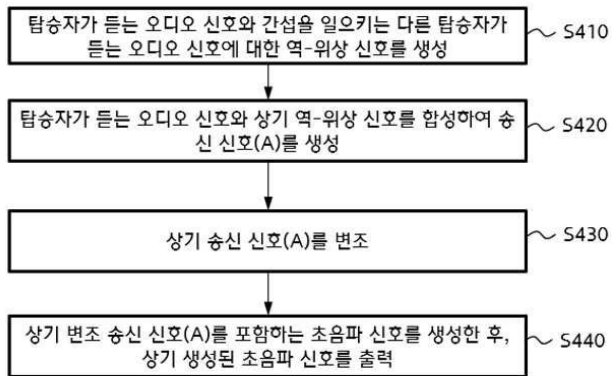 탑승자가 듣는 오디오 신호와 간섭을 일으키는 다른 탑승자가
듣는 오디오 신호에 대한 역-위상 신호를 생성
S410
탑승자가 듣는 오디오 신호와 상기 역-위상 신호를 합성하여 송
신 신호(A)를 생성
S420
상기 송신 신호(A)를 변조
S430
상기 변조 송신 신호(A)를 포함하는 초음파 신호를 생성한 후,
상기 생성된 초음파 신호를 출력
S440